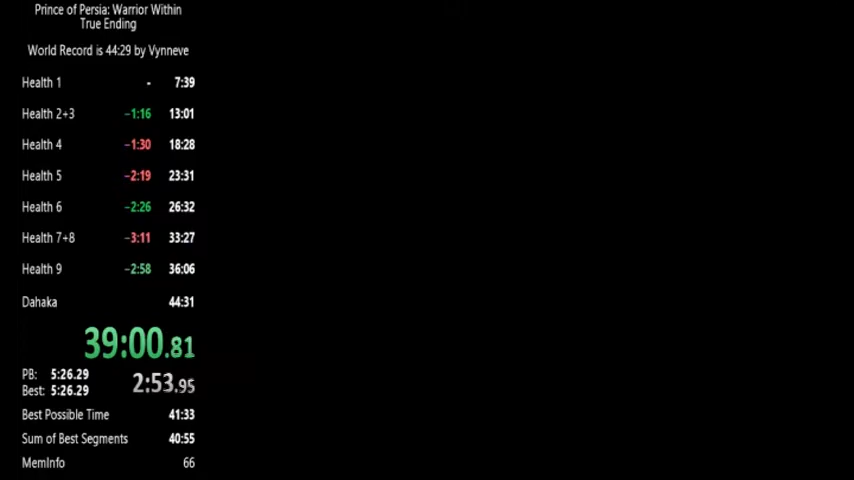 Prince of Persia: Warrior Within
True Ending
World Record is 44:29 by Vynneve
Health 1 - 7:39
Health 2+3 −1:16 13:01
Health 4 −1:30 18:28
Health 5 −2:19 23:31
Health 6 −2:26 26:32
Health 7+8 −3:11 33:27
Health 9 −2:58 36:06
Dahaka 44:31
39:00.81
PB: 5:26.29
Best: 5:26.29 2:53.95
Best Possible Time 41:33
Sum of Best Segments 40:55
MemInfo 66